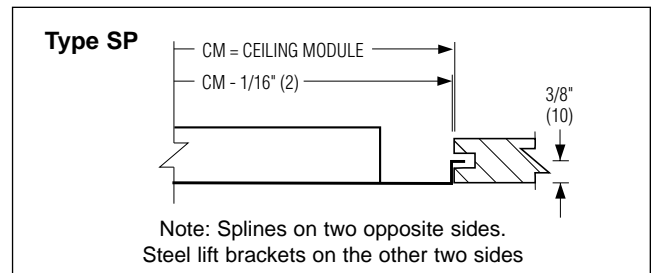 Type SP
CM = CEILING MODULE
CM - 1/16" (2)
3/8"
(10)
Note: Splines on two opposite sides.
Steel lift brackets on the other two sides